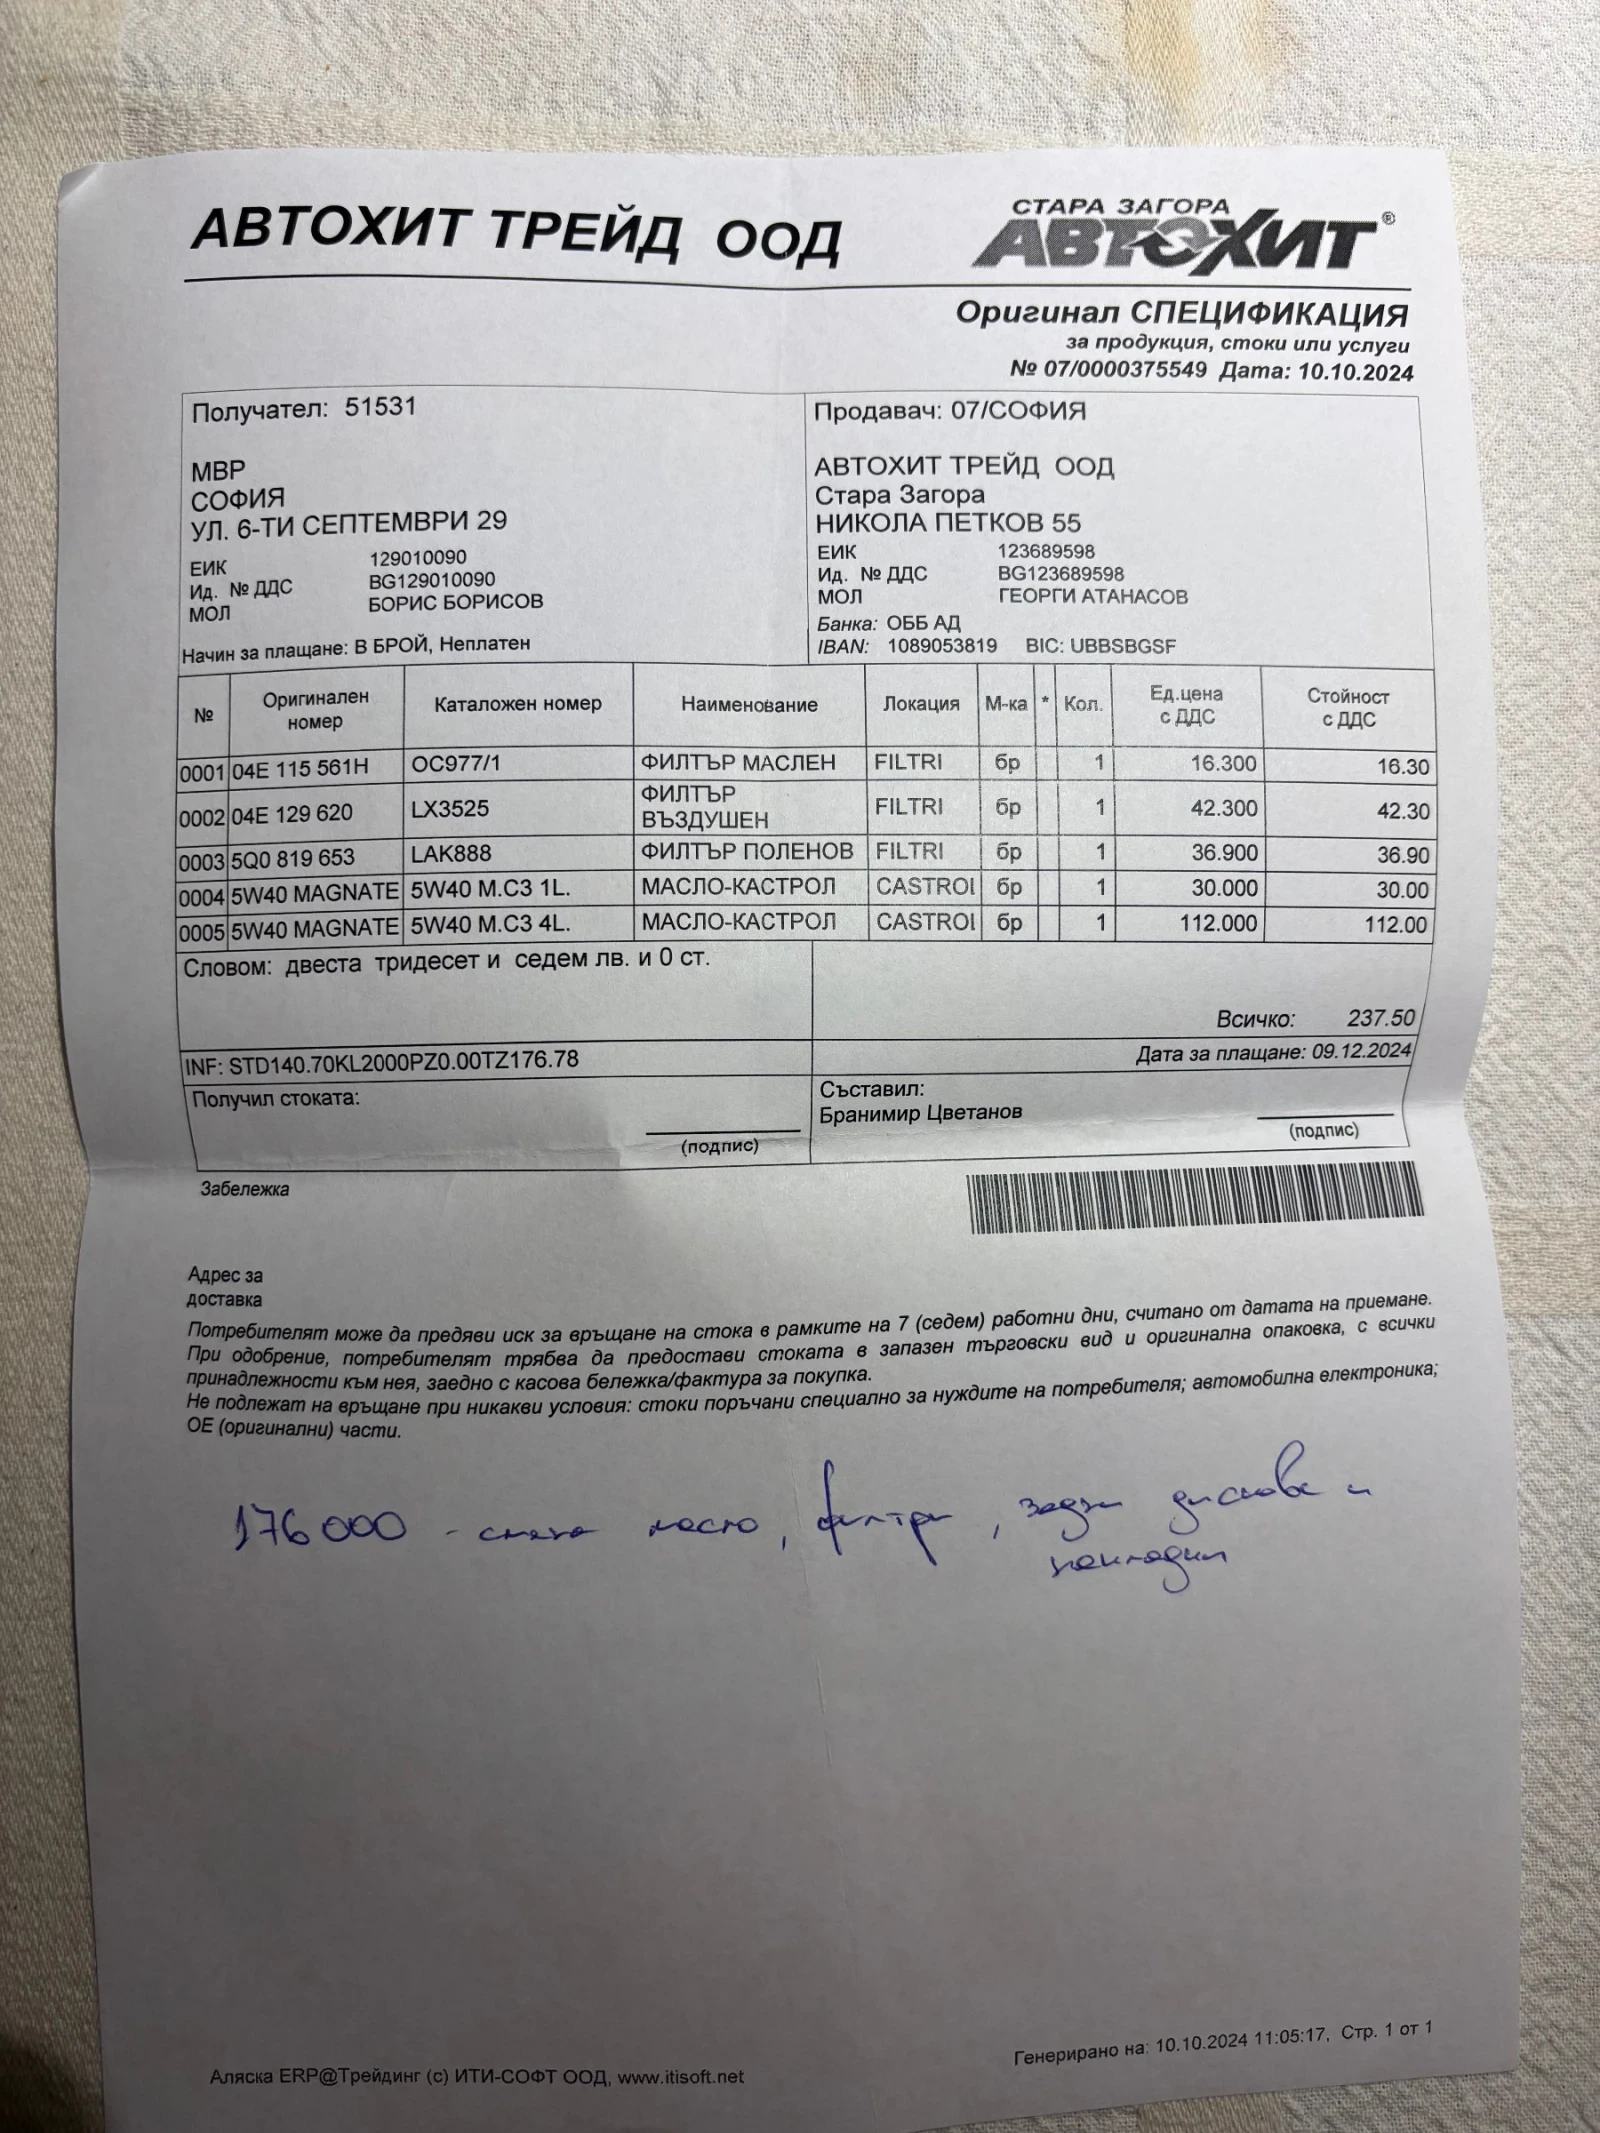 АВТОХИТ ТРЕЙД ООД
СТАРА ЗАГОРА
АВТОХИТ®
Оригинал СПЕЦИФИКАЦИЯ
за продукция, стоки или услуги
№ 07/0000375549 Дата: 10.10.2024
Получател: 51531
МВР
СОФИЯ
УЛ. 6-ТИ СЕПТЕМВРИ 29
ЕИК 129010090
Ид. № ДДС BG129010090
МОЛ БОРИС БОРИСОВ
Начин за плащане: В БРОЙ, Неплатен
Продавач: 07/СОФИЯ
АВТОХИТ ТРЕЙД ООД
Стара Загора
НИКОЛА ПЕТКОВ 55
ЕИК 123689598
Ид. № ДДС BG123689598
МОЛ ГЕОРГИ АТАНАСОВ
Банка: ОББ АД
IBAN: 1089053819 BIC: UBBSBGSF
№ Оригинален номер Каталожен номер Наименование Локация М-ка * Кол. Ед.цена с ДДС Стойност с ДДС
0001 04E 115 561H OC977/1 ФИЛТЪР МАСЛЕН FILTRI бр 1 16.300 16.30
0002 04E 129 620 LX3525 ФИЛТЪР ВЪЗДУШЕН FILTRI бр 1 42.300 42.30
0003 5Q0 819 653 LAK888 ФИЛТЪР ПОЛЕНОВ FILTRI бр 1 36.900 36.90
0004 5W40 MAGNATE 5W40 M.C3 1L. МАСЛО-КАСТРОЛ CASTROL бр 1 30.000 30.00
0005 5W40 MAGNATE 5W40 M.C3 4L. МАСЛО-КАСТРОЛ CASTROL бр 1 112.000 112.00
Словом: двеста тридесет и седем лв. и 0 ст.
Всичко: 237.50
INF: STD140.70KL2000PZ0.00TZ176.78
Дата за плащане: 09.12.2024
Получил стоката:
(подпис)
Съставил:
Бранимир Цветанов
(подпис)
Забележка
Адрес за
доставка
Потребителят може да предяви иск за връщане на стока в рамките на 7 (седем) работни дни, считано от датата на приемане.
При одобрение, потребителят трябва да предостави стоката в запазен търговски вид и оригинална опаковка, с всички
принадлежности към нея, заедно с касова бележка/фактура за покупка.
Не подлежат на връщане при никакви условия: стоки поръчани специално за нуждите на потребителя; автомобилна електроника;
ОЕ (оригинални) части.
176000 - смяна масло, филтри, задни дискове и
накладки
Аляска ERP@Трейдинг (c) ИТИ-СОФТ ООД, www.itisoft.net
Генерирано на: 10.10.2024 11:05:17, Стр. 1 от 1